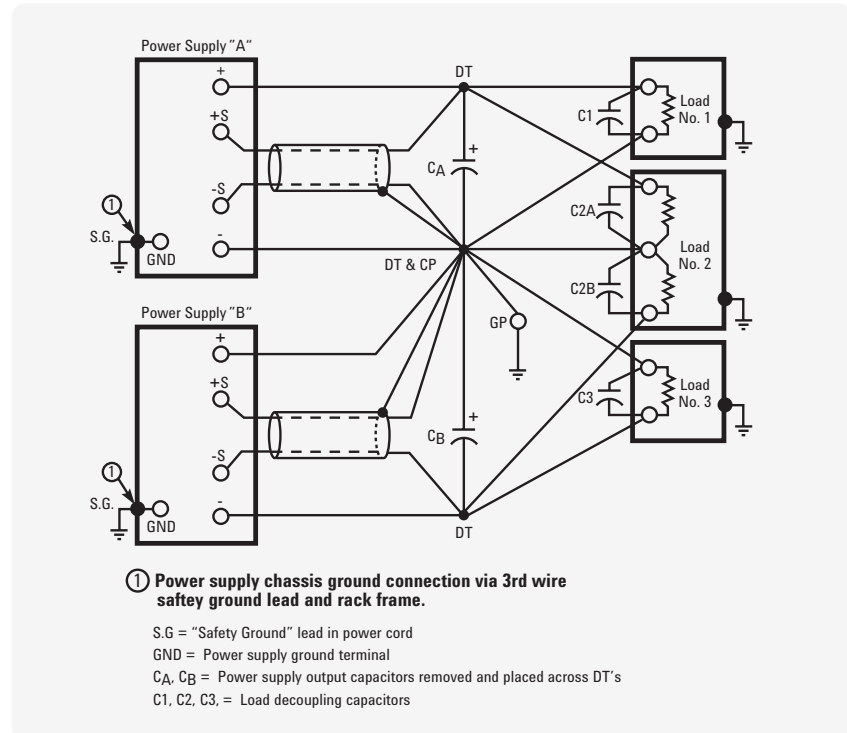 Power Supply "A"
+
+S
-S
-
1
S.G.
GND
DT
+
CA
DT & CP
GP
C1
Load
No. 1
C2A
C2B
Load
No. 2
C3
Load
No. 3
Power Supply "B"
+
+S
-S
-
1
S.G.
GND
+
CB
DT
1 Power supply chassis ground connection via 3rd wire
saftey ground lead and rack frame.
S.G = "Safety Ground" lead in power cord
GND = Power supply ground terminal
CA, CB = Power supply output capacitors removed and placed across DT's
C1, C2, C3, = Load decoupling capacitors